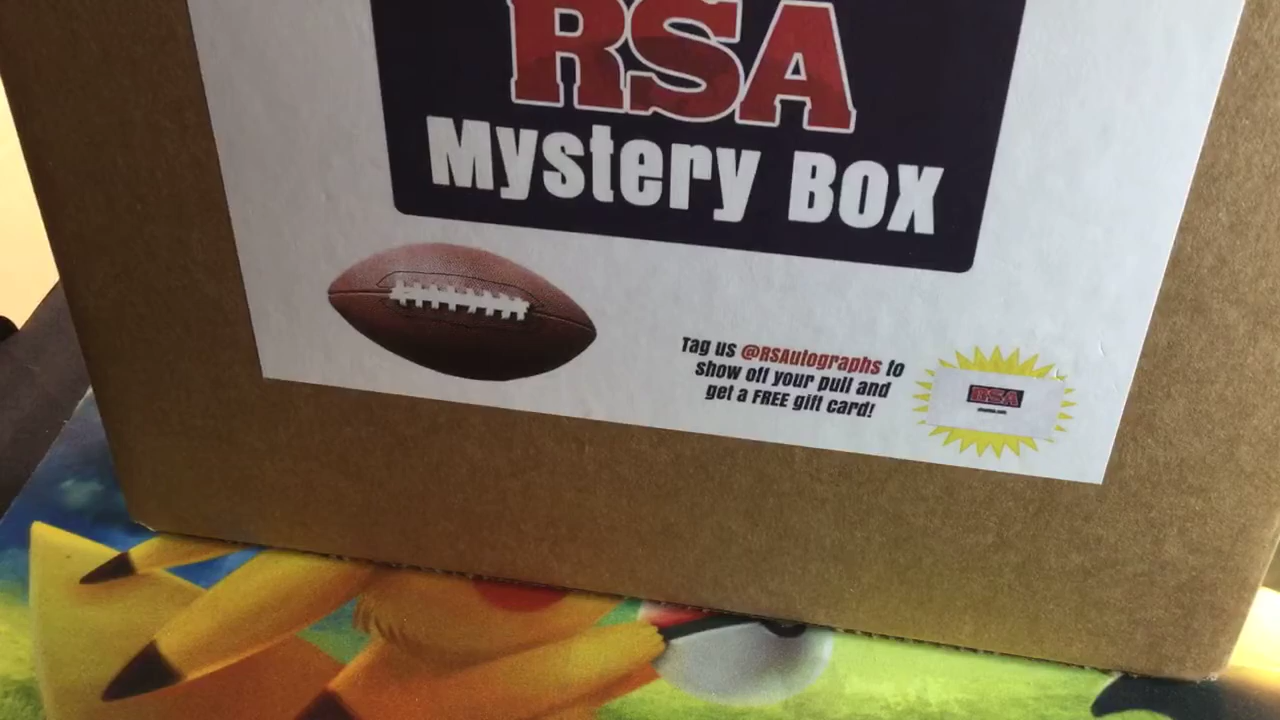 RSA
Mystery BOX
Tag us @RSAutographs to
show off your pull and
get a FREE gift card!
RSA